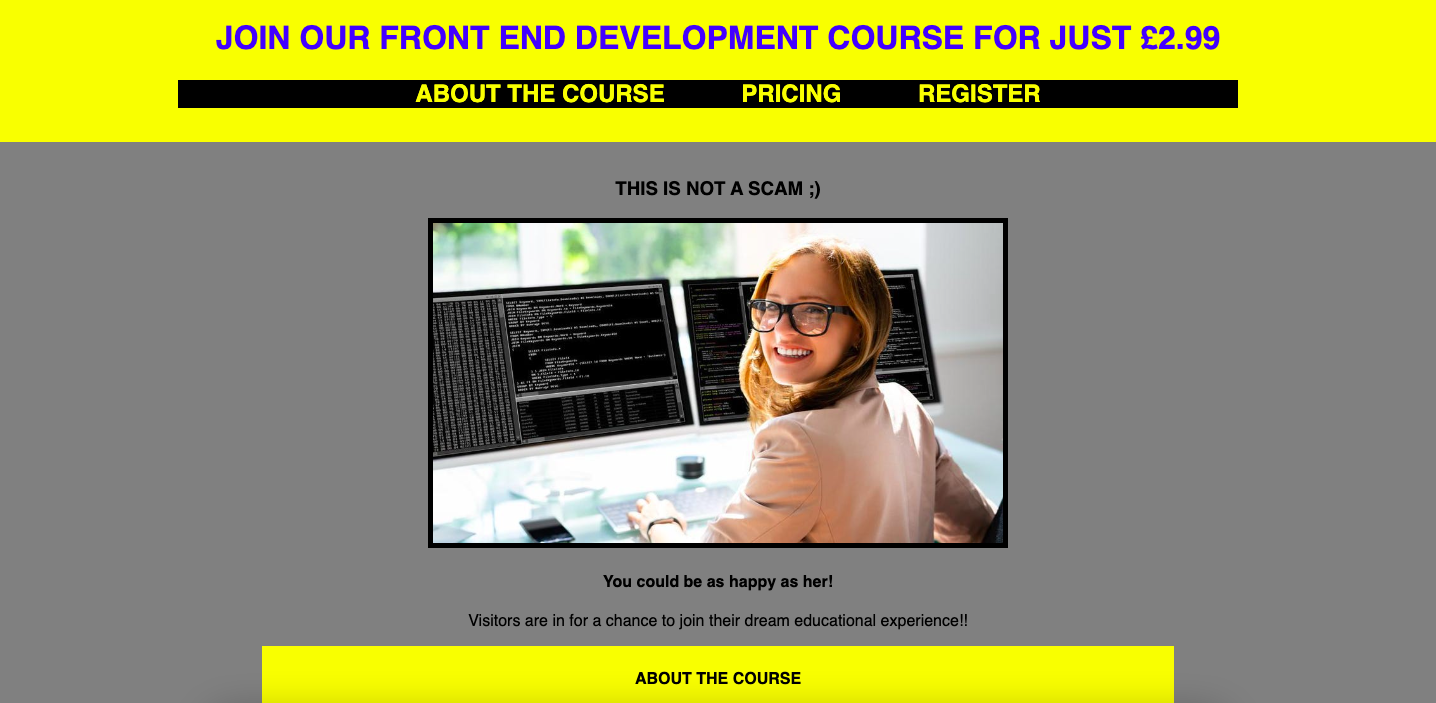 JOIN OUR FRONT END DEVELOPMENT COURSE FOR JUST £2.99
ABOUT THE COURSE PRICING REGISTER
THIS IS NOT A SCAM ;)
You could be as happy as her!
Visitors are in for a chance to join their dream educational experience!!
ABOUT THE COURSE